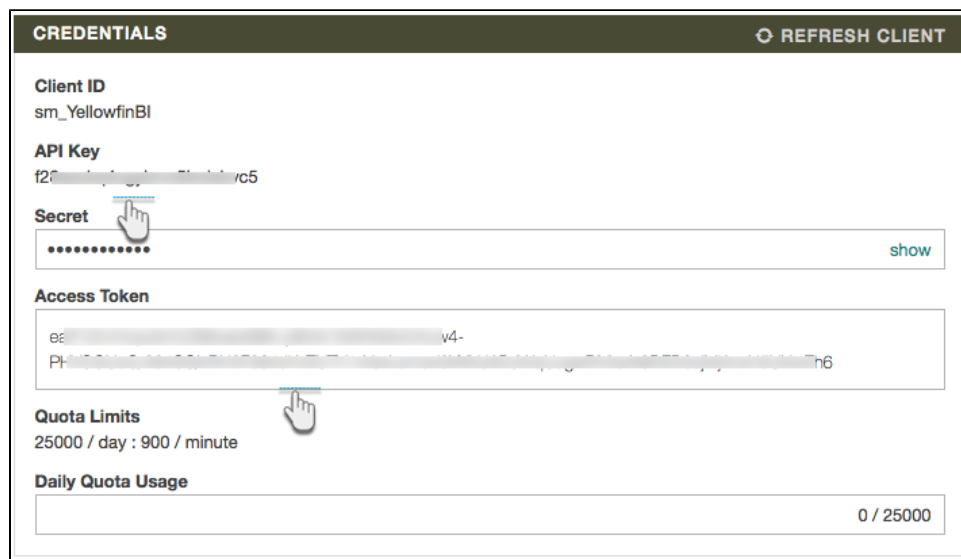 CREDENTIALS
REFRESH CLIENT
Client ID
sm_YellowfinBI
API Key
Secret
••••••••••••
show
Access Token
Quota Limits
25000 / day : 900 / minute
Daily Quota Usage
0 / 25000